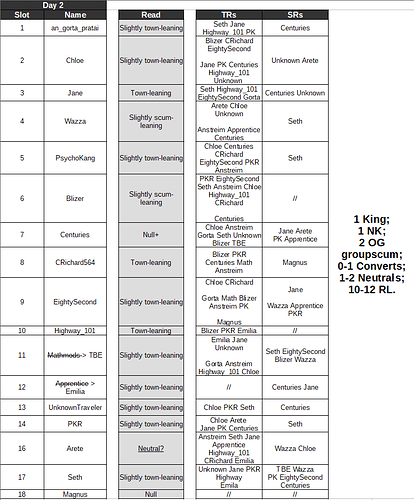 Day 2
Slot Name Read TRs SRs
1 an_gorta_pratai Slightly town-leaning Seth Jane Centuries
Highway_101 PK
2 Chloe Slightly town-leaning Blizer CRichard Unknown Arete
EightySecond
Jane PK Centuries
Highway_101
Unknown
3 Jane Town-leaning Seth Highway_101 Centuries Unknown
EightySecond Gorta
4 Wazza Slightly scum-leaning Arete Chloe Seth
Unknown
Anstreim Apprentice
Centuries
5 PsychoKang Slightly town-leaning Chloe Centuries Seth
CRichard
EightySecond PKR
Anstreim
6 Blizer Slightly scum-leaning PKR EightySecond //
Seth Anstreim Chloe
Highway_101
CRichard
Centuries
7 Centuries Null+ Chloe Anstreim Jane Arete
Gorta Seth Unknown PK Apprentice
Blizer TBE
8 CRichard564 Town-leaning Blizer PKR Magnus
Centuries Math
Anstreim
9 EightySecond Slightly town-leaning Chloe CRichard Jane
Gorta Math Blizer Wazza Apprentice
Anstreim PK PKR
Magnus
10 Highway_101 Town-leaning Blizer PKR Emilia //
11 Mathmods > TBE Slightly town-leaning Emilia Jane Seth EightySecond
Unknown Blizer Wazza
Gorta Anstreim
Highway_101 Chloe
12 Apprentice > Emilia Slightly town-leaning // Centuries Jane
13 UnknownTraveler Slightly town-leaning Chloe PKR Seth Centuries
14 PKR Slightly town-leaning Chloe Arete Seth
Jane PK Centuries
16 Arete Neutral? Anstreim Seth Jane Wazza Chloe
Apprentice
Highway_101
CRichard Emilia
17 Seth Slightly town-leaning Unknown Jane PKR TBE Wazza
Highway PK EightySecond
Emila Centuries
18 Magnus Null // //
1 King;
1 NK;
2 OG
groupscum;
0-1 Converts;
1-2 Neutrals;
10-12 RL.